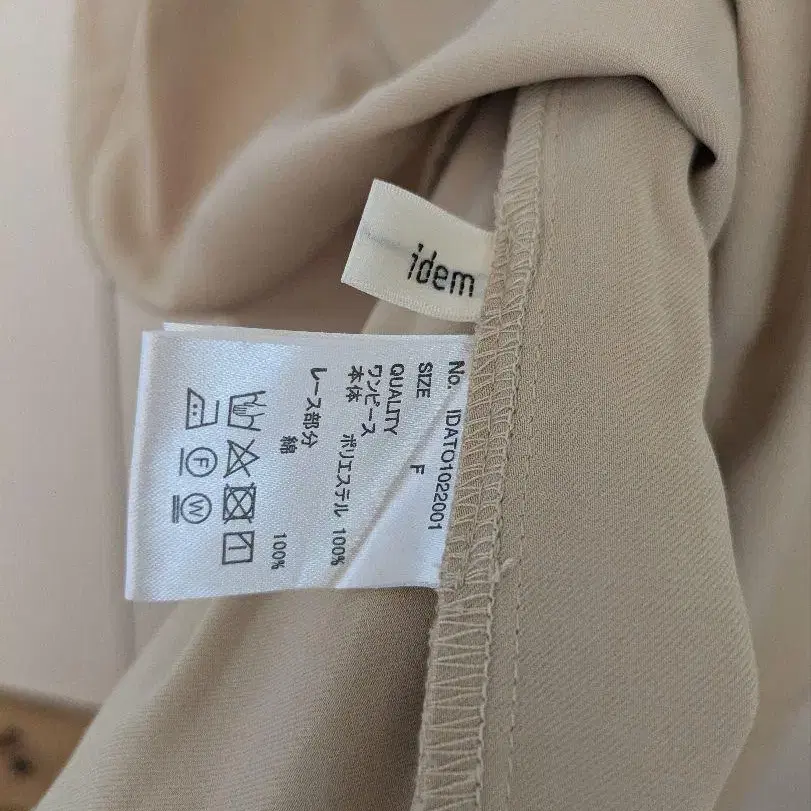 idem
No. IDATO1022001
SIZE F
QUALITY
ワンピース
本体 ポリエステル 100%
レース部分
綿 100%
F
W